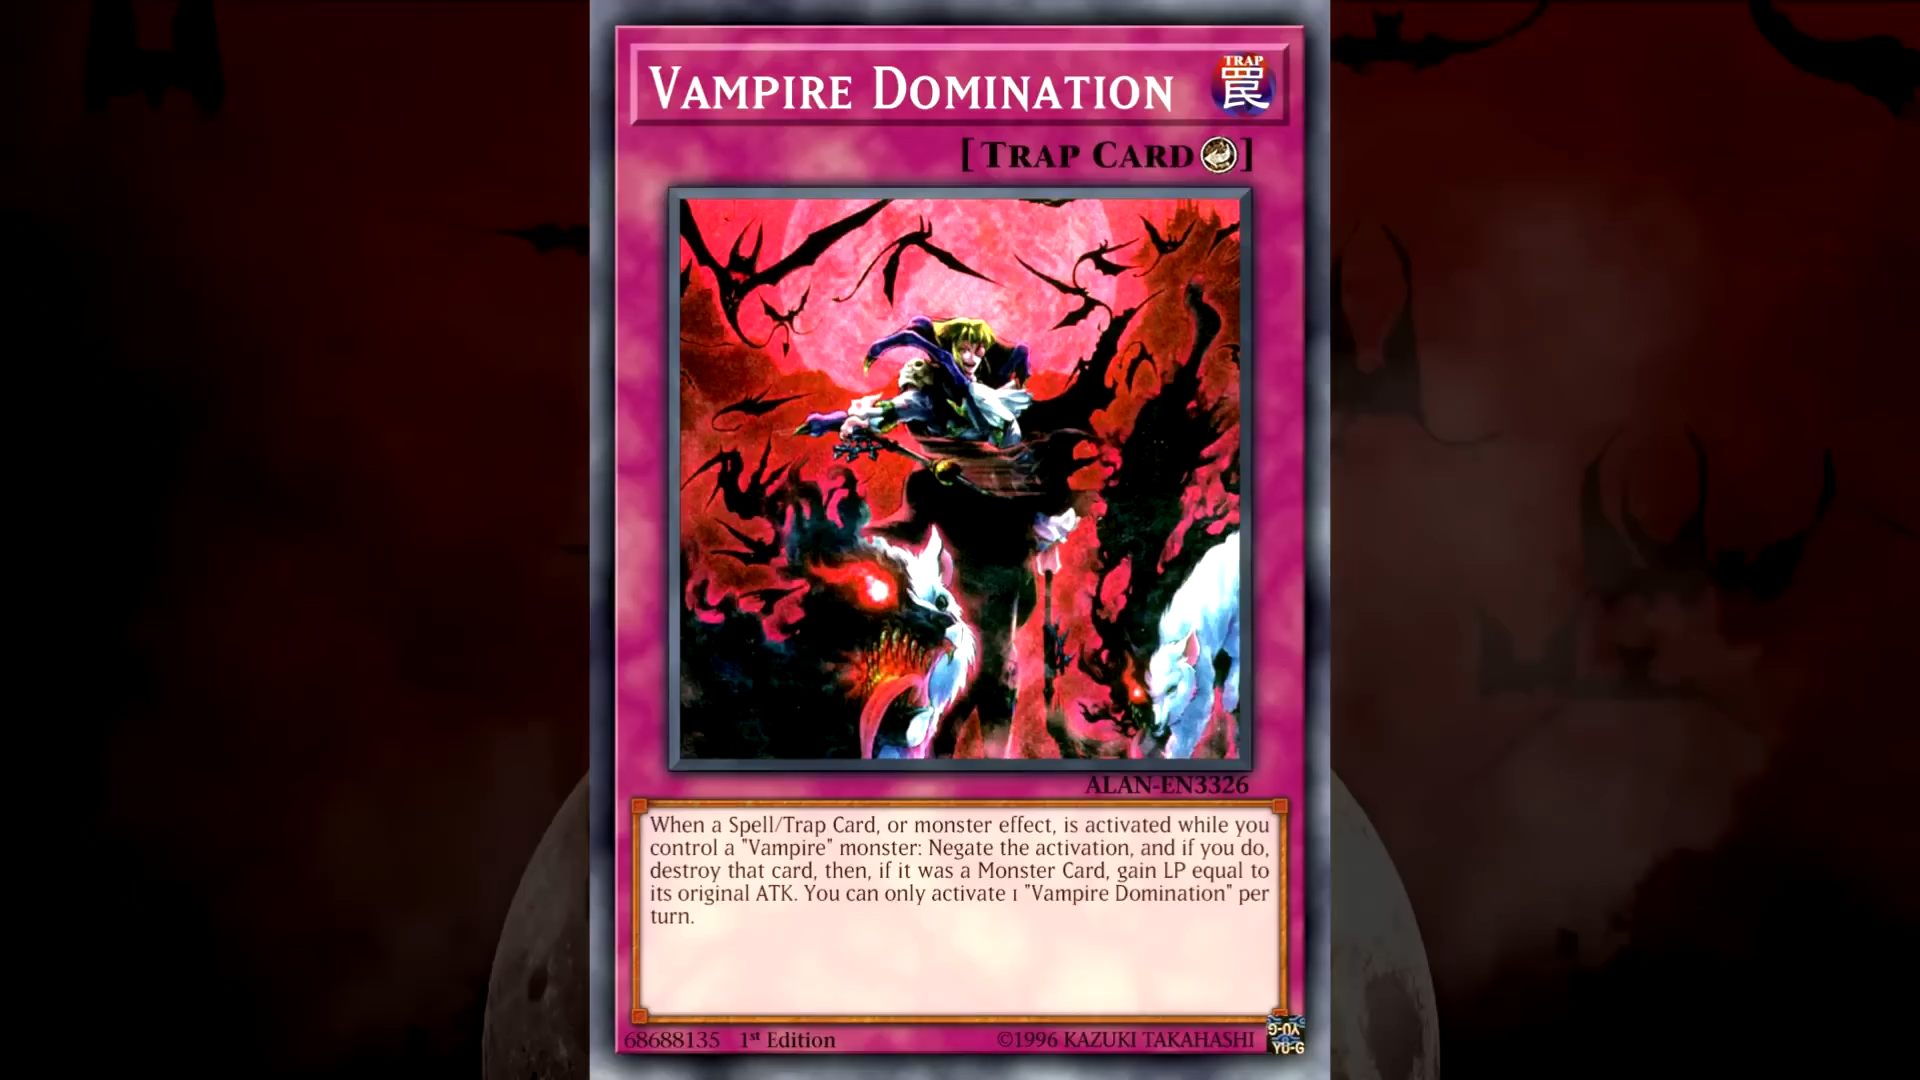 VAMPIRE DOMINATION
TRAP
罠
[TRAP CARD]
ALAN-EN3326
When a Spell/Trap Card, or monster effect, is activated while you
control a "Vampire" monster: Negate the activation, and if you do,
destroy that card, then, if it was a Monster Card, gain LP equal to
its original ATK. You can only activate 1 "Vampire Domination" per
turn.
68688135 1st Edition ©1996 KAZUKI TAKAHASHI
YU-G
YU-G